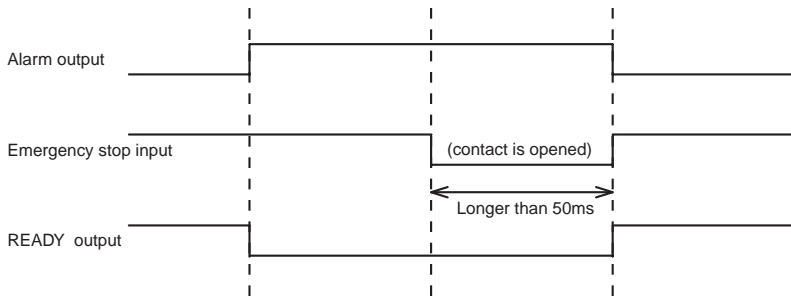 Alarm output
Emergency stop input
(contact is opened)
Longer than 50ms
READY output